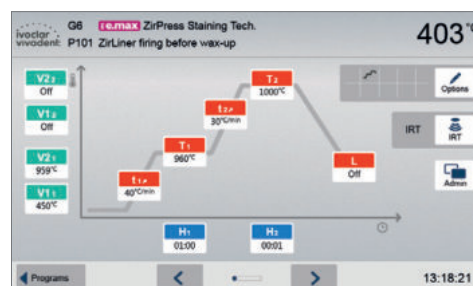 ivoclar vivadent:
G6 IPS e.max ZirPress Staining Tech.
P101 ZirLiner firing before wax-up
403 °C
V2₂
Off
V1₂
Off
V2₁
959°C
V1₁
450°C
T₂
1000°C
t₂↗
30°C/min
T₁
960°C
t₁↗
40°C/min
L
Off
H₁
01:00
H₂
00:01
Options
IRT
IRT
Admin
Programs
13:18:21